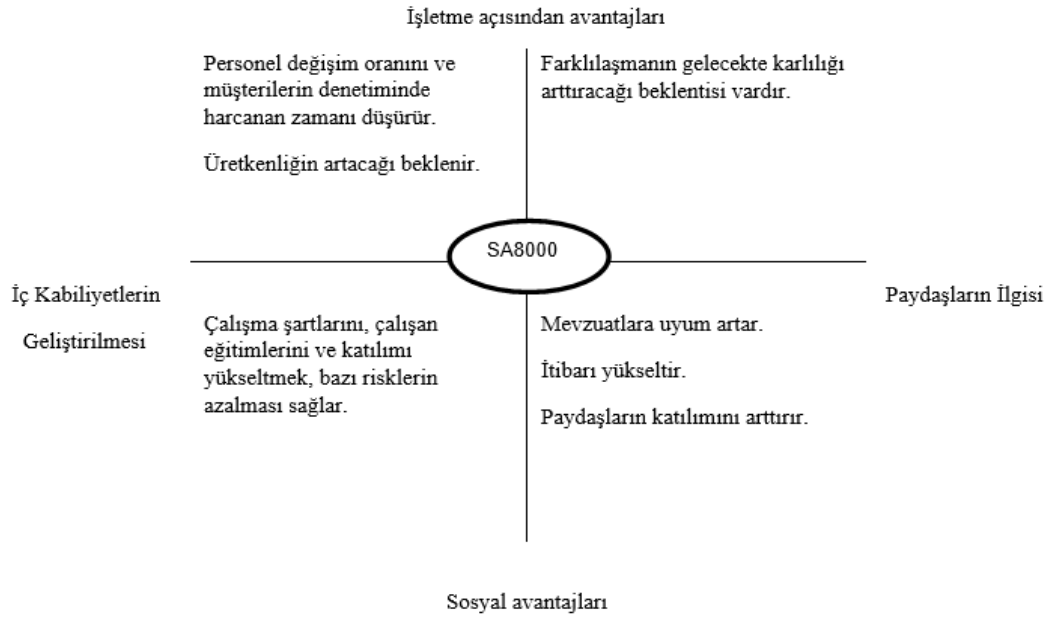 İşletme açısından avantajları
Personel değişim oranını ve
müşterilerin denetiminde
harcanan zamanı düşürür.
Üretkenliğin artacağı beklenir.
Farklılaşmanın gelecekte karlılığı
arttıracağı beklentisi vardır.
SA8000
İç Kabiliyetlerin
Geliştirilmesi
Paydaşların İlgisi
Çalışma şartlarını, çalışan
eğitimlerini ve katılımı
yükseltmek, bazı risklerin
azalması sağlar.
Mevzuatlara uyum artar.
İtibarı yükseltir.
Paydaşların katılımını arttırır.
Sosyal avantajları